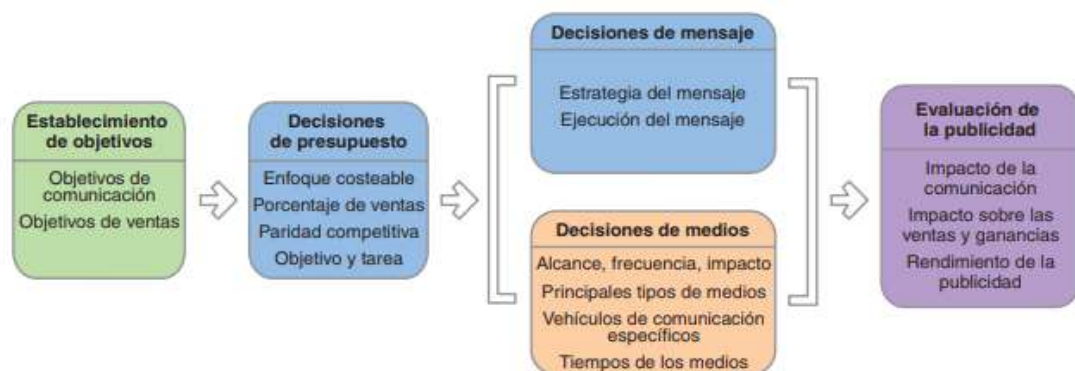 Establecimiento
de objetivos
Objetivos de
comunicación
Objetivos de ventas
Decisiones
de presupuesto
Enfoque costeable
Porcentaje de ventas
Paridad competitiva
Objetivo y tarea
Decisiones de mensaje
Estrategia del mensaje
Ejecución del mensaje
Decisiones de medios
Alcance, frecuencia, impacto
Principales tipos de medios
Vehículos de comunicación
específicos
Tiempos de los medios
Evaluación de
la publicidad
Impacto de la
comunicación
Impacto sobre las
ventas y ganancias
Rendimiento de la
publicidad